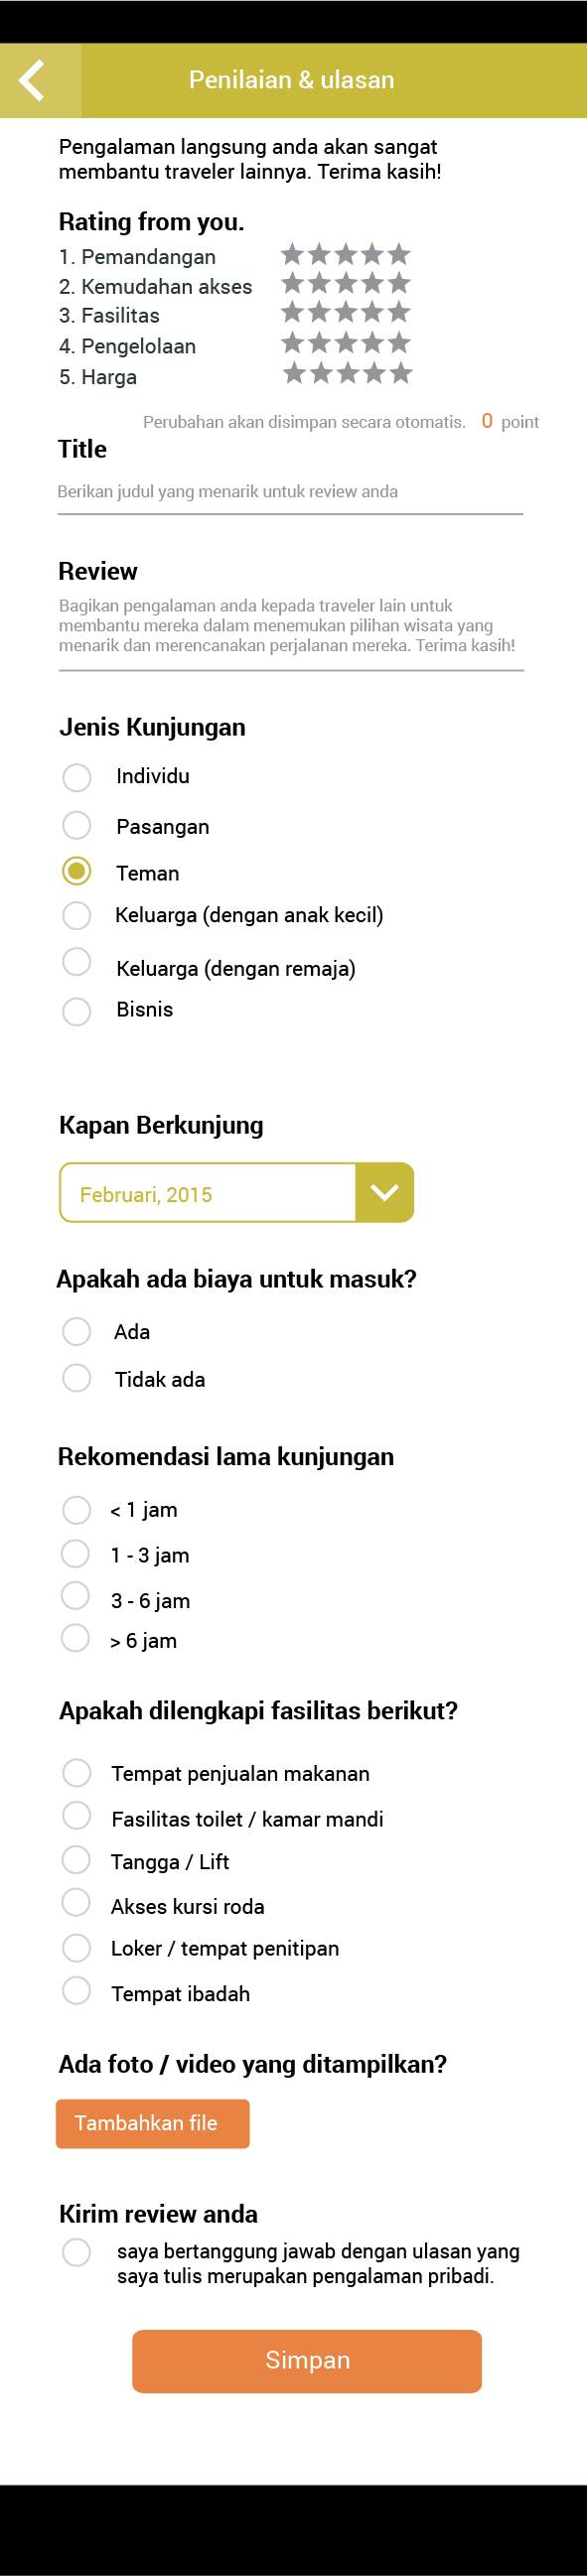 Penilaian & ulasan
Pengalaman langsung anda akan sangat
membantu traveler lainnya. Terima kasih!
Rating from you.
1. Pemandangan
2. Kemudahan akses
3. Fasilitas
4. Pengelolaan
5. Harga
Perubahan akan disimpan secara otomatis. 0 point
Title
Berikan judul yang menarik untuk review anda
Review
Bagikan pengalaman anda kepada traveler lain untuk
membantu mereka dalam menemukan pilihan wisata yang
menarik dan merencanakan perjalanan mereka. Terima kasih!
Jenis Kunjungan
Individu
Pasangan
Teman
Keluarga (dengan anak kecil)
Keluarga (dengan remaja)
Bisnis
Kapan Berkunjung
Februari, 2015
Apakah ada biaya untuk masuk?
Ada
Tidak ada
Rekomendasi lama kunjungan
< 1 jam
1 - 3 jam
3 - 6 jam
> 6 jam
Apakah dilengkapi fasilitas berikut?
Tempat penjualan makanan
Fasilitas toilet / kamar mandi
Tangga / Lift
Akses kursi roda
Loker / tempat penitipan
Tempat ibadah
Ada foto / video yang ditampilkan?
Tambahkan file
Kirim review anda
saya bertanggung jawab dengan ulasan yang
saya tulis merupakan pengalaman pribadi.
Simpan